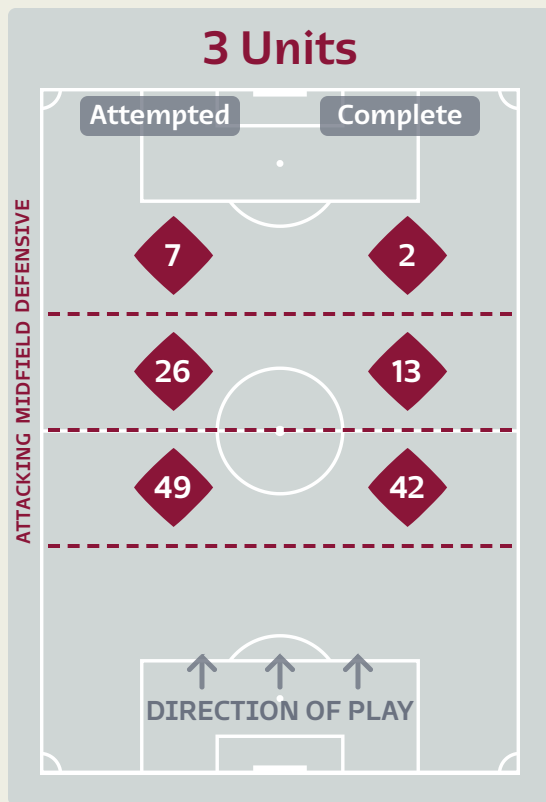 3 Units
Attempted Complete
ATTACKING MIDFIELD DEFENSIVE
7 2
26 13
49 42
DIRECTION OF PLAY